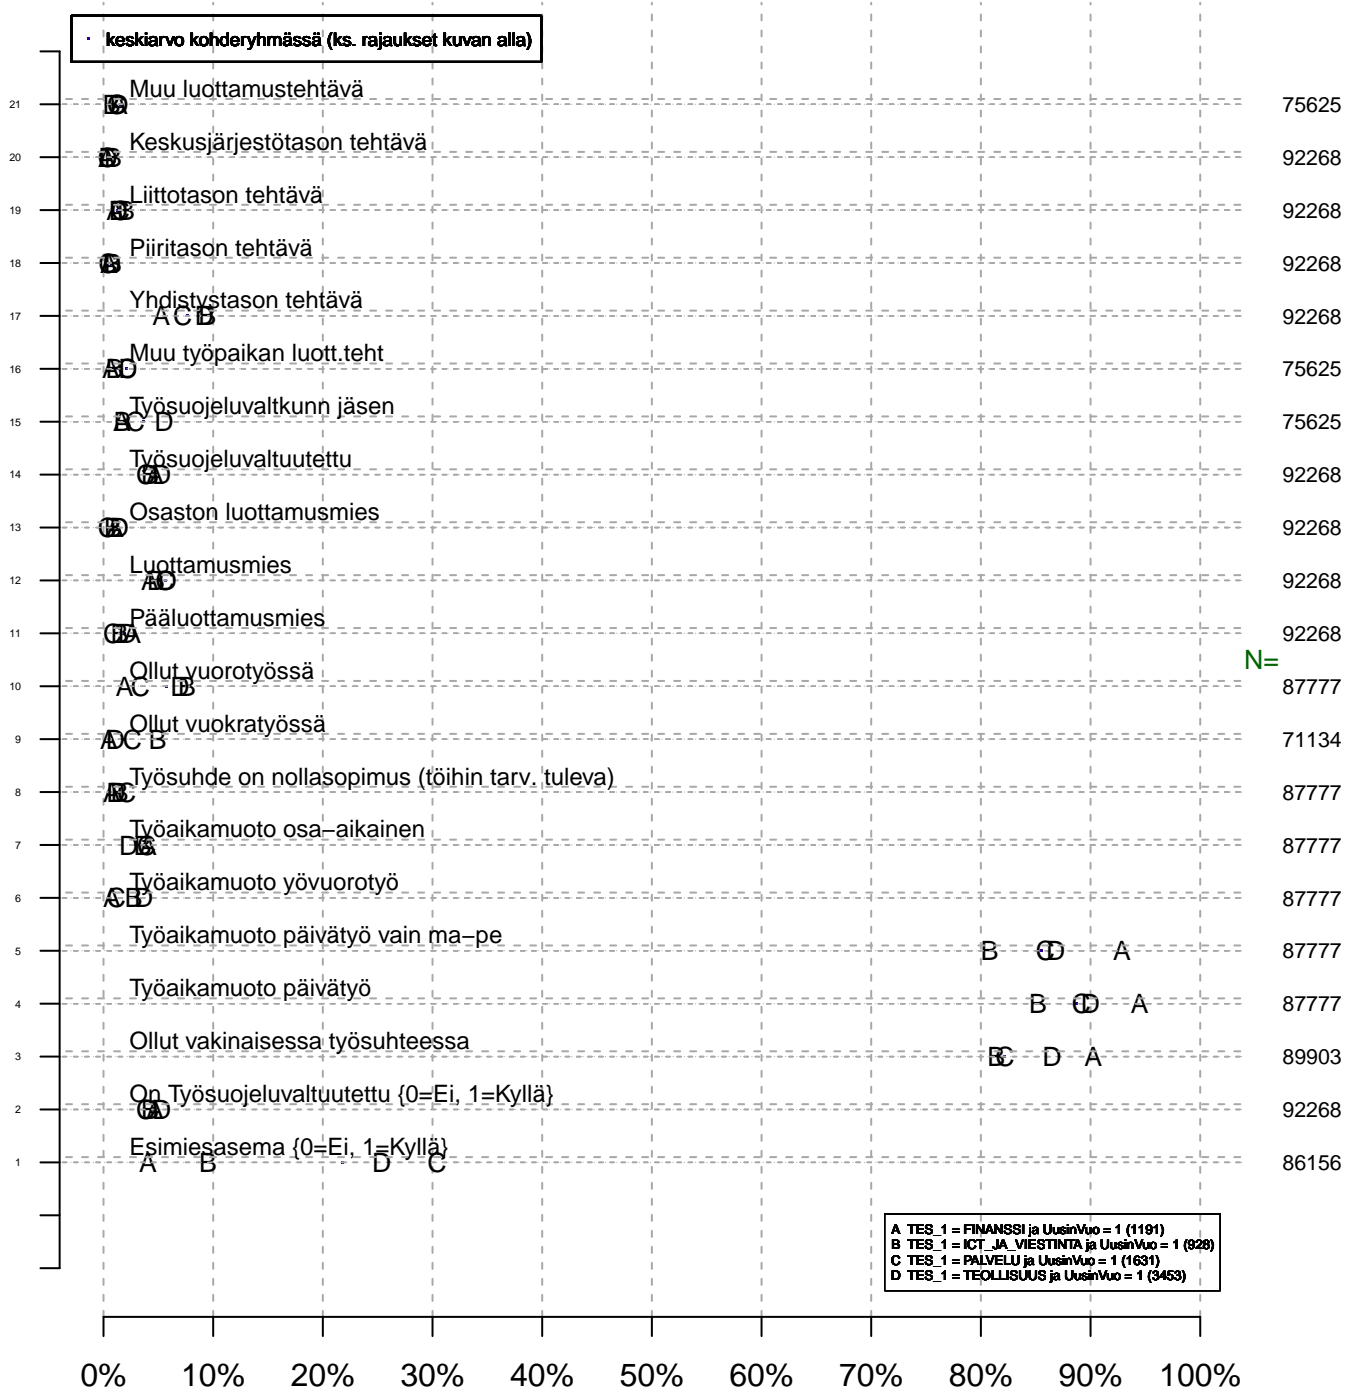 keskiarvo kohderyhmässä (ks. rajaukset kuvan alla)
21 Muu luottamustehtävä 75625
20 Keskusjärjestötason tehtävä 92268
19 Liittotason tehtävä 92268
18 Piiritason tehtävä 92268
17 Yhdistystason tehtävä A C D B 92268
16 Muu työpaikan luott.teht 75625
15 Työsuojeluvaltkunn jäsen C D 75625
14 Työsuojeluvaltuutettu 92268
13 Osaston luottamusmies 92268
12 Luottamusmies 92268
11 Pääluottamusmies 92268
N=
10 Ollut vuorotyössä A C D B 87777
9 Ollut vuokratyössä A D C B 71134
8 Työsuhde on nollasopimus (töihin tarv. tuleva) 87777
7 Työaikamuoto osa−aikainen 87777
6 Työaikamuoto yövuorotyö A C B D 87777
5 Työaikamuoto päivätyö vain ma−pe B C D A 87777
4 Työaikamuoto päivätyö B C D A 87777
3 Ollut vakinaisessa työsuhteessa B C D A 89903
2 On Työsuojeluvaltuutettu {0=Ei, 1=Kyllä} 92268
1 Esimiesasema {0=Ei, 1=Kyllä} A B D C 86156
A TES_1 = FINANSSI ja UusinVuo = 1 (1191)
B TES_1 = ICT_JA_VIESTINTA ja UusinVuo = 1 (928)
C TES_1 = PALVELU ja UusinVuo = 1 (1631)
D TES_1 = TEOLLISUUS ja UusinVuo = 1 (3453)
0% 10% 20% 30% 40% 50% 60% 70% 80% 90% 100%